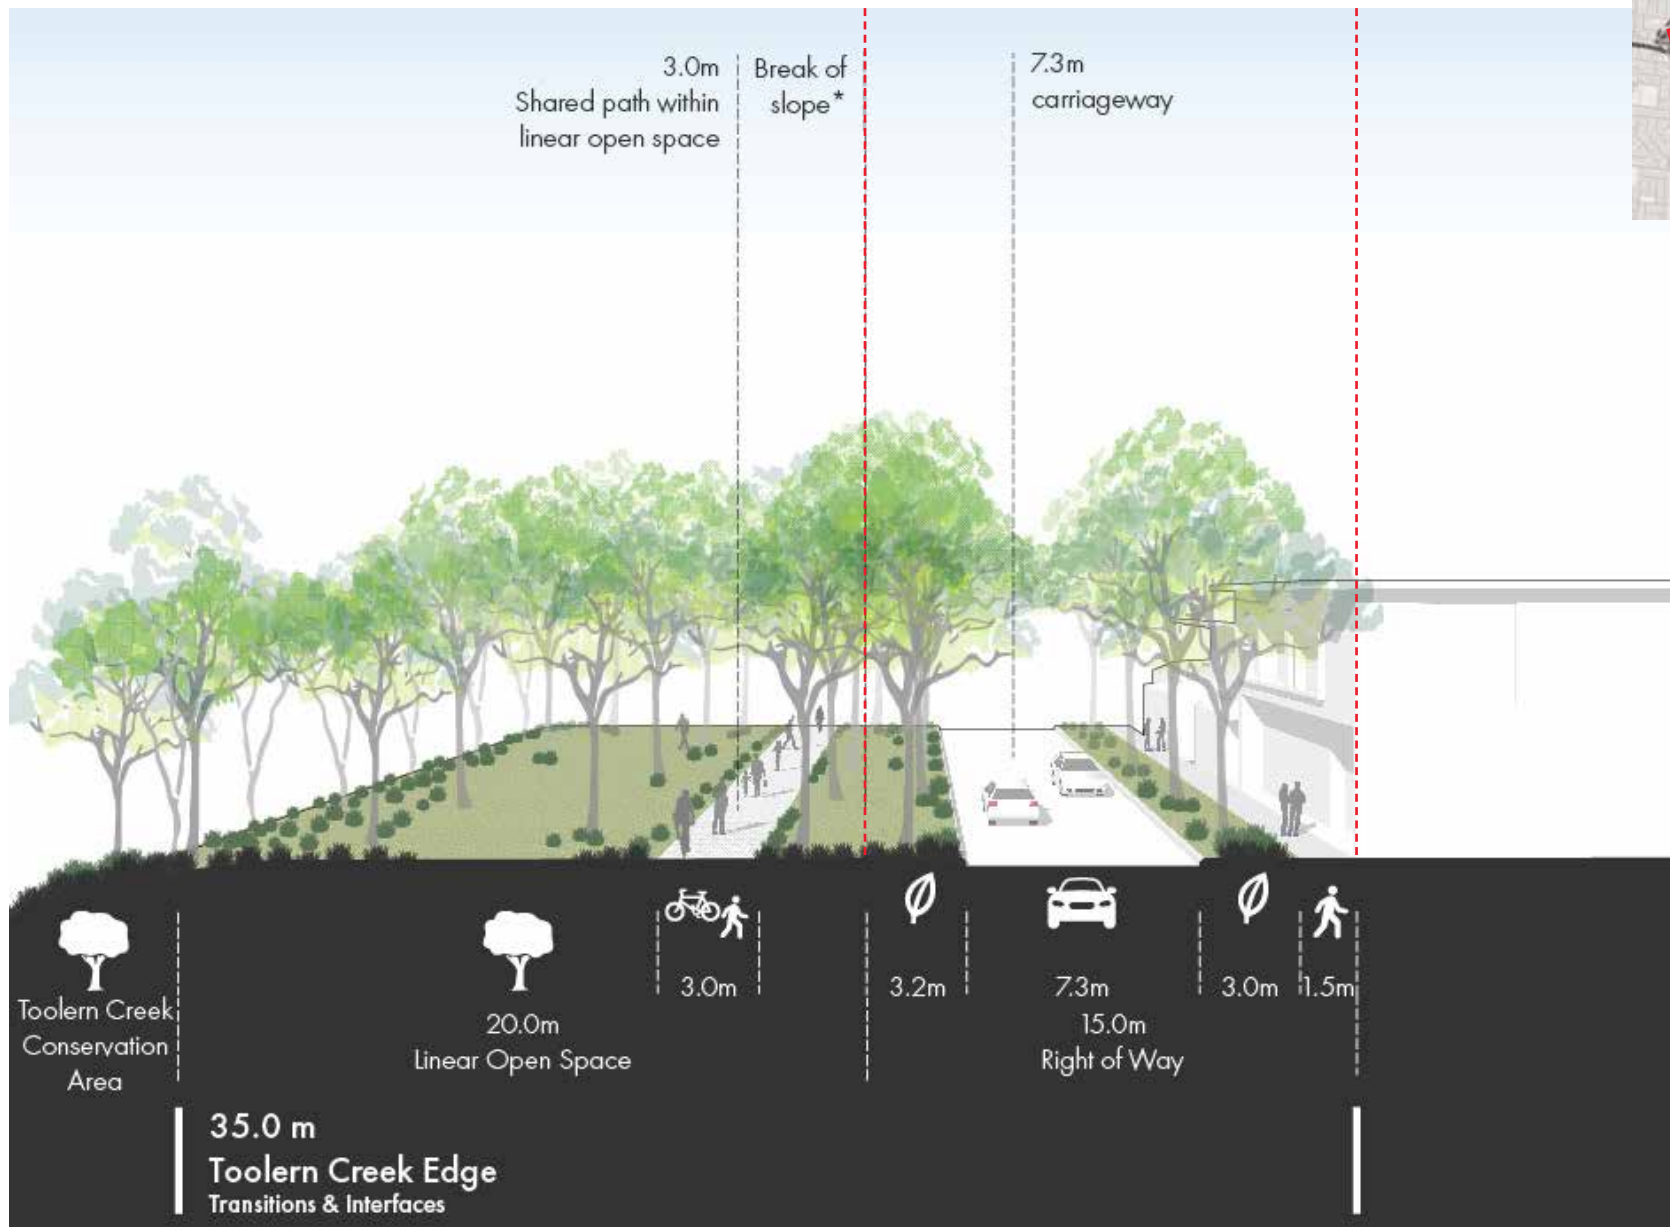 3.0m
Shared path within
linear open space
Break of
slope*
7.3m
carriageway
3.0m
3.2m
7.3m
3.0m
1.5m
Toolern Creek
Conservation
Area
20.0m
Linear Open Space
15.0m
Right of Way
35.0 m
Toolern Creek Edge
Transitions & Interfaces